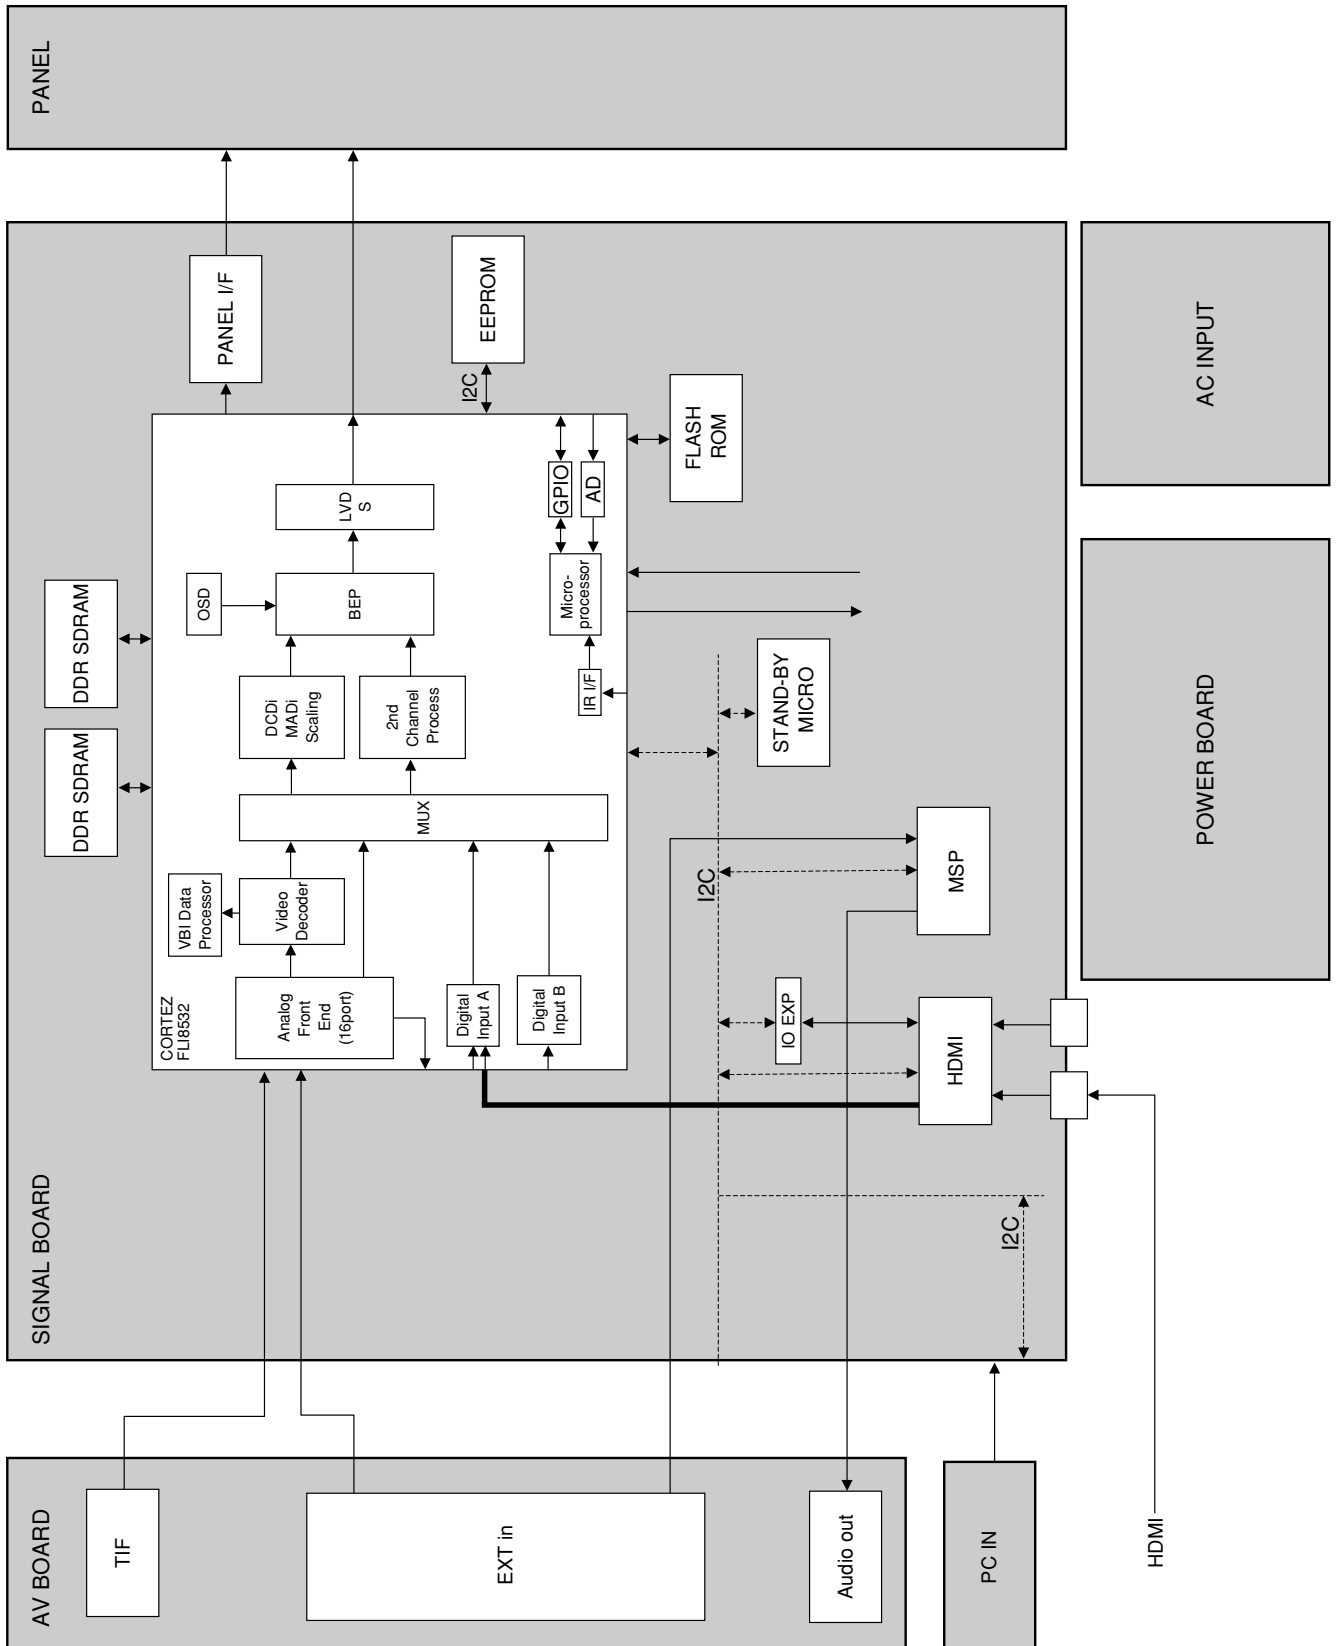 PANEL
SIGNAL BOARD
PANEL I/F
EEPROM
I2C
FLASH
ROM
DDR SDRAM
DDR SDRAM
CORTEZ
FLI8532
LVD
S
OSD
BEP
GPIO
AD
Micro-
processor
IR I/F
DCDi
MADi
Scaling
2nd
Channel
Process
MUX
VBI Data
Processor
Video
Decoder
Analog
Front
End
(16port)
Digital
Input A
Digital
Input B
STAND-BY
MICRO
I2C
MSP
IO EXP
HDMI
I2C
AC INPUT
POWER BOARD
AV BOARD
TIF
EXT in
Audio out
PC IN
HDMI